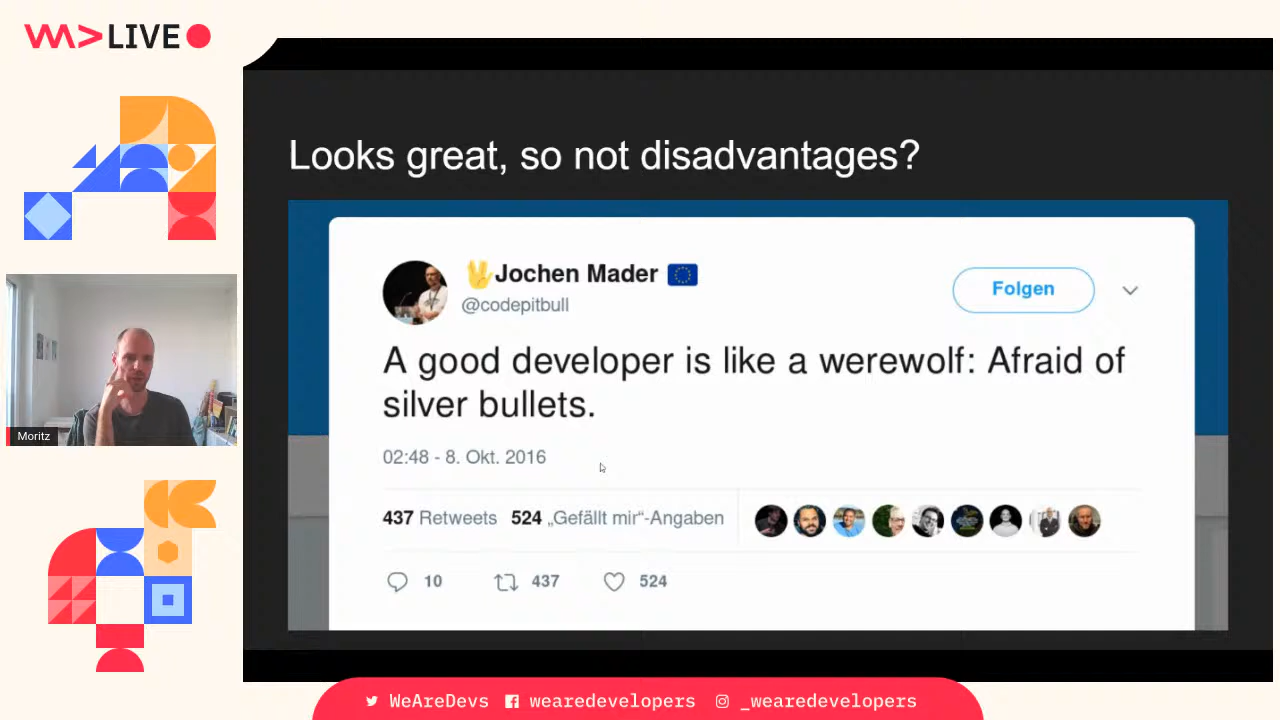 WA>LIVE
Looks great, so not disadvantages?
🖖Jochen Mader 🇪🇺
@codepitbull
Folgen
A good developer is like a werewolf: Afraid of
silver bullets.
02:48 - 8. Okt. 2016
437 Retweets 524 „Gefällt mir“-Angaben
10 437 524
Moritz
WeAreDevs wearedevelopers _wearedevelopers